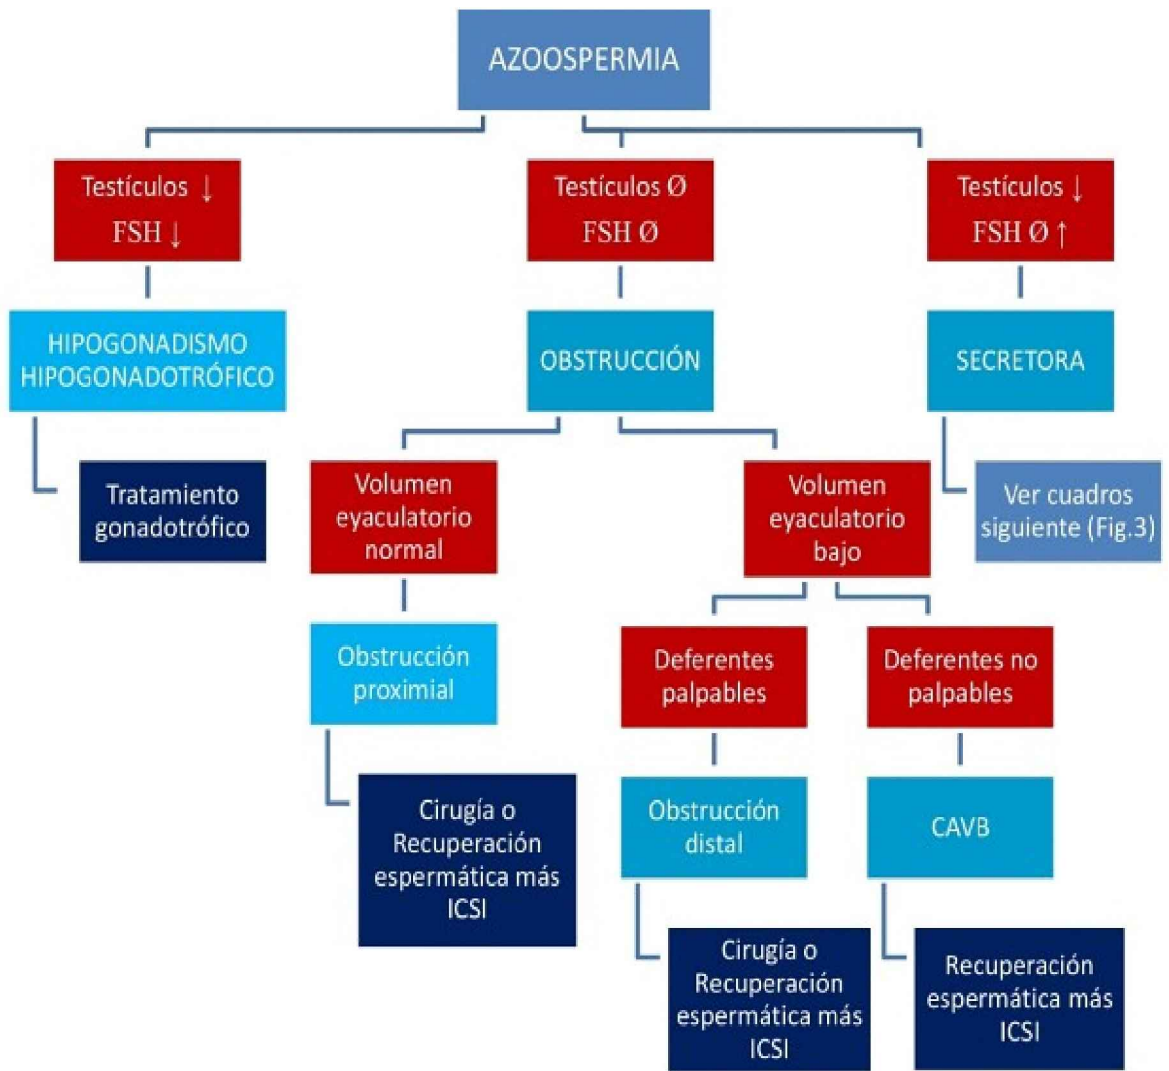 AZOOSPERMIA
Testículos ↓
FSH ↓
Testículos Ø
FSH Ø
Testículos ↓
FSH Ø ↑
HIPOGONADISMO
HIPOGONADOTRÓFICO
OBSTRUCCIÓN
SECRETORA
Tratamiento
gonadotrófico
Volumen
eyaculatorio
normal
Volumen
eyaculatorio
bajo
Ver cuadros
siguiente (Fig.3)
Obstrucción
proximial
Deferentes
palpables
Deferentes no
palpables
Cirugía o
Recuperación
espermática más
ICSI
Obstrucción
distal
CAVB
Cirugía o
Recuperación
espermática más
ICSI
Recuperación
espermática más
ICSI